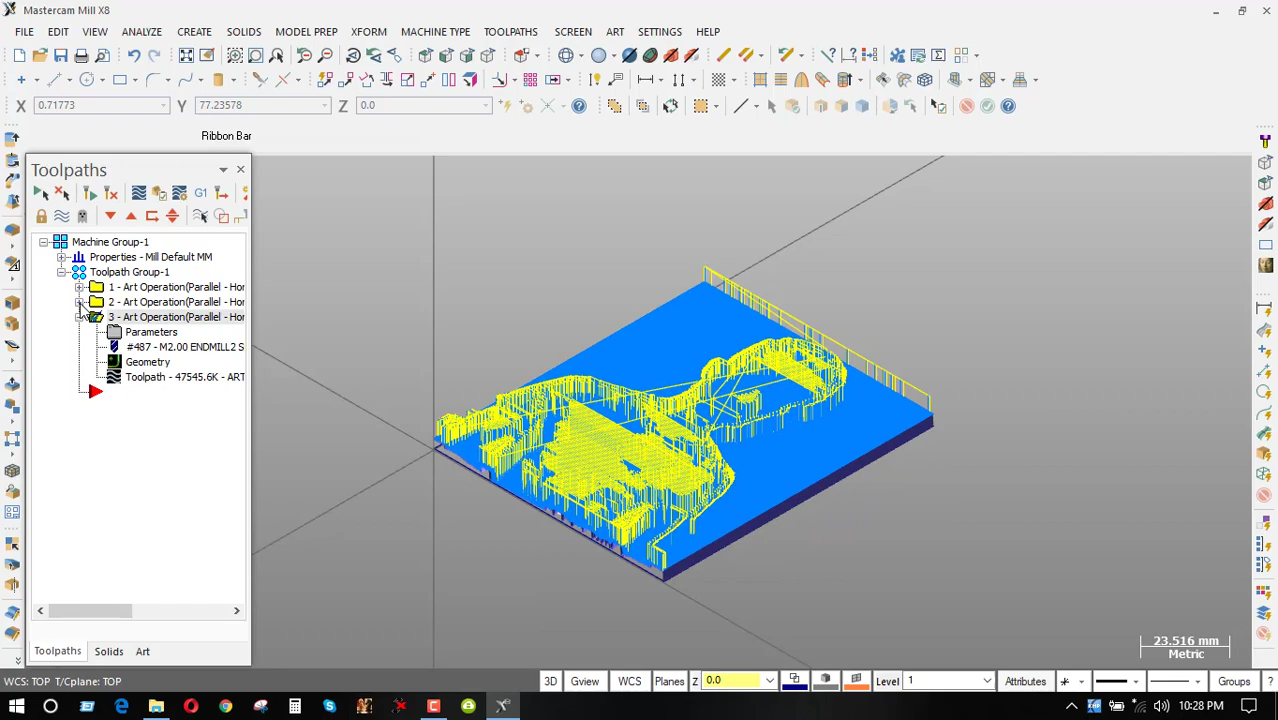 Mastercam Mill X8
FILE EDIT VIEW ANALYZE CREATE SOLIDS MODEL PREP XFORM MACHINE TYPE TOOLPATHS SCREEN ART SETTINGS HELP
X 0.71773 Y 77.23578 Z 0.0
Ribbon Bar
Toolpaths
G1
Machine Group-1
Properties - Mill Default MM
Toolpath Group-1
1 - Art Operation(Parallel - Hor
2 - Art Operation(Parallel - Hor
3 - Art Operation(Parallel - Hor
Parameters
#487 - M2.00 ENDMILL2 S
Geometry
Toolpath - 47545.6K - ART
Toolpaths Solids Art
23.516 mm
Metric
WCS: TOP T/Cplane: TOP
3D Gview WCS Planes Z 0.0 Level 1 Attributes Groups
10:28 PM